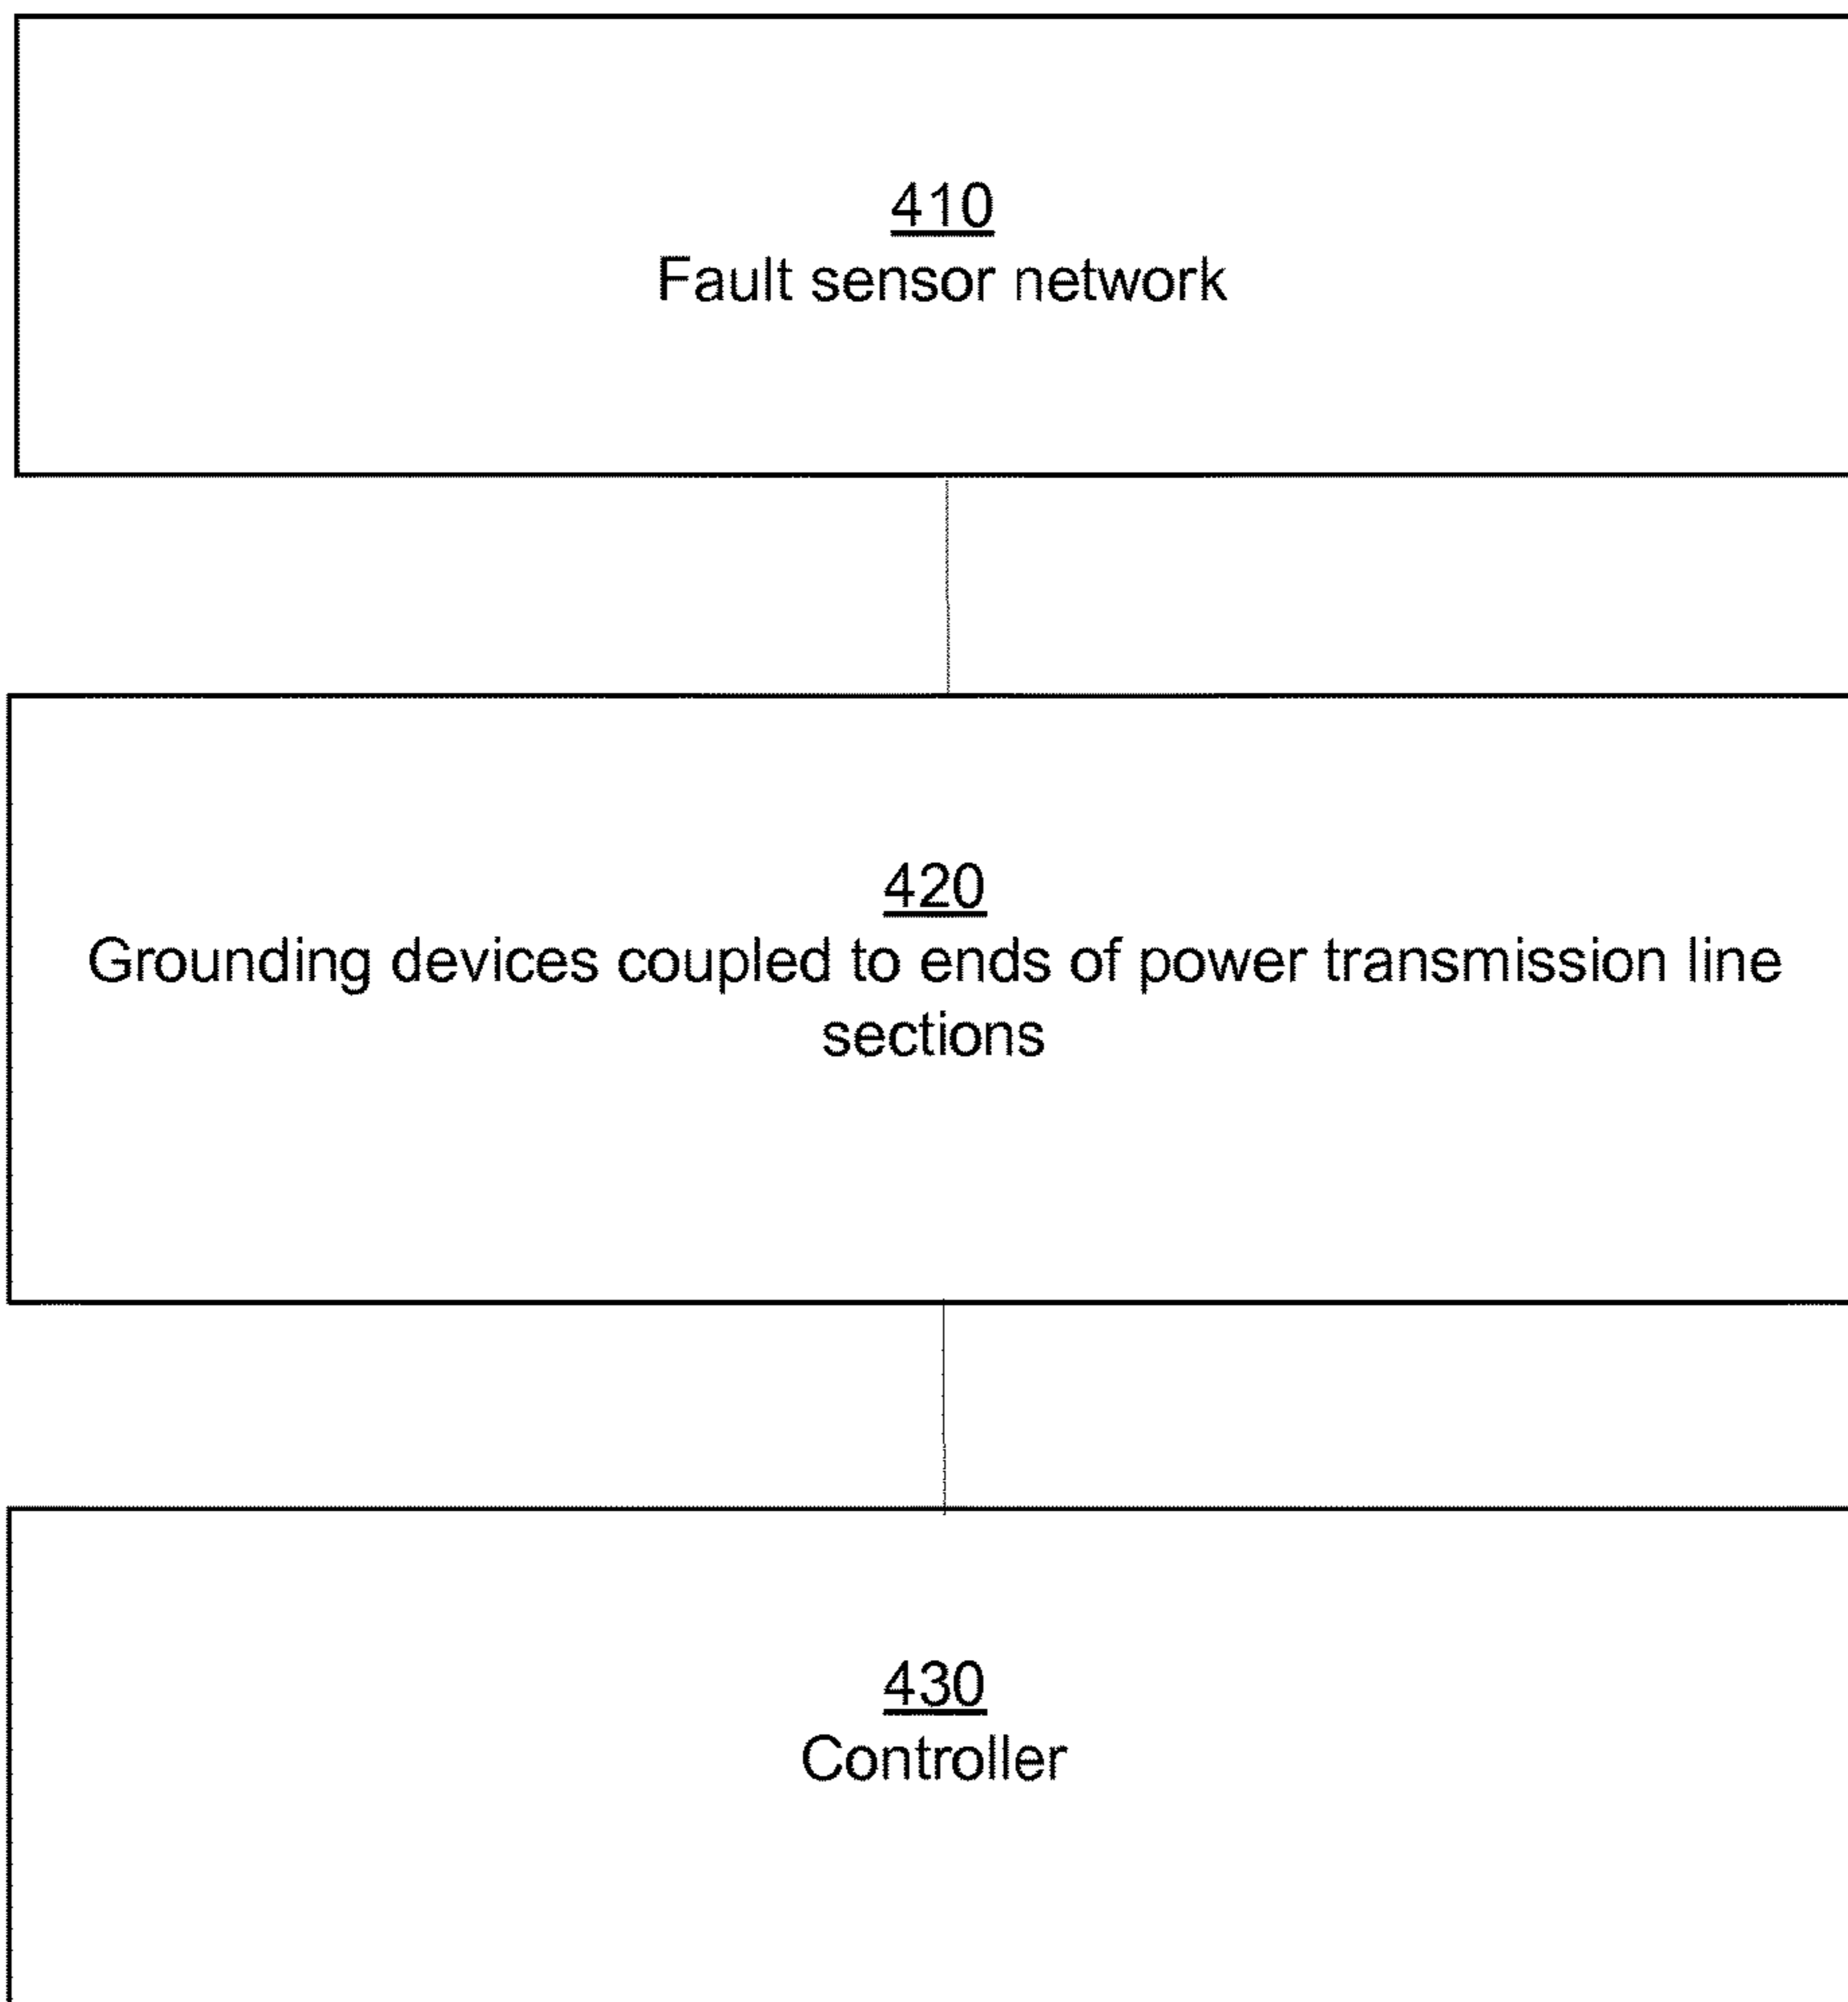 410
Fault sensor network
420
Grounding devices coupled to ends of power transmission line
sections
430
Controller